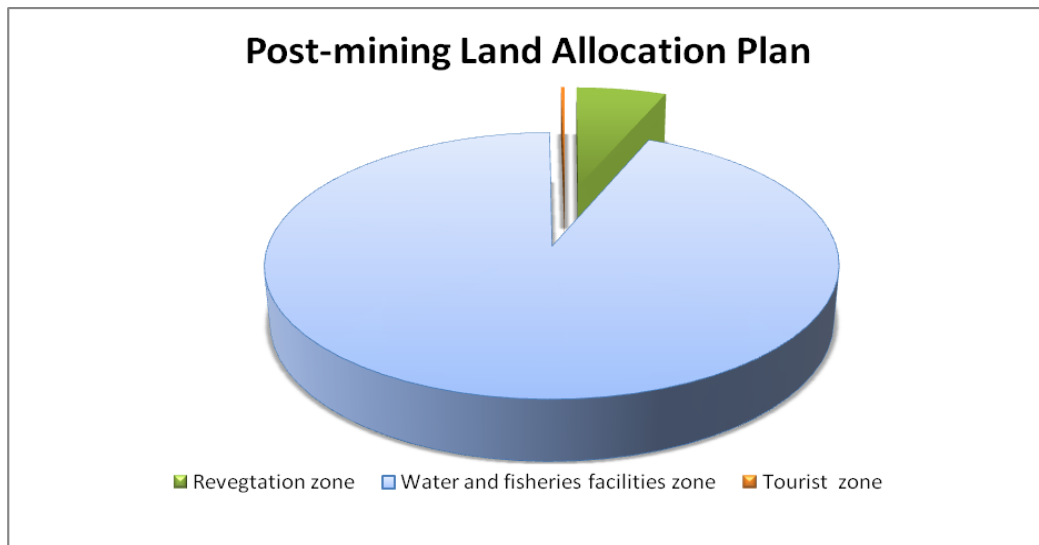 Post-mining Land Allocation Plan
Revegtation zone Water and fisheries facilities zone Tourist zone